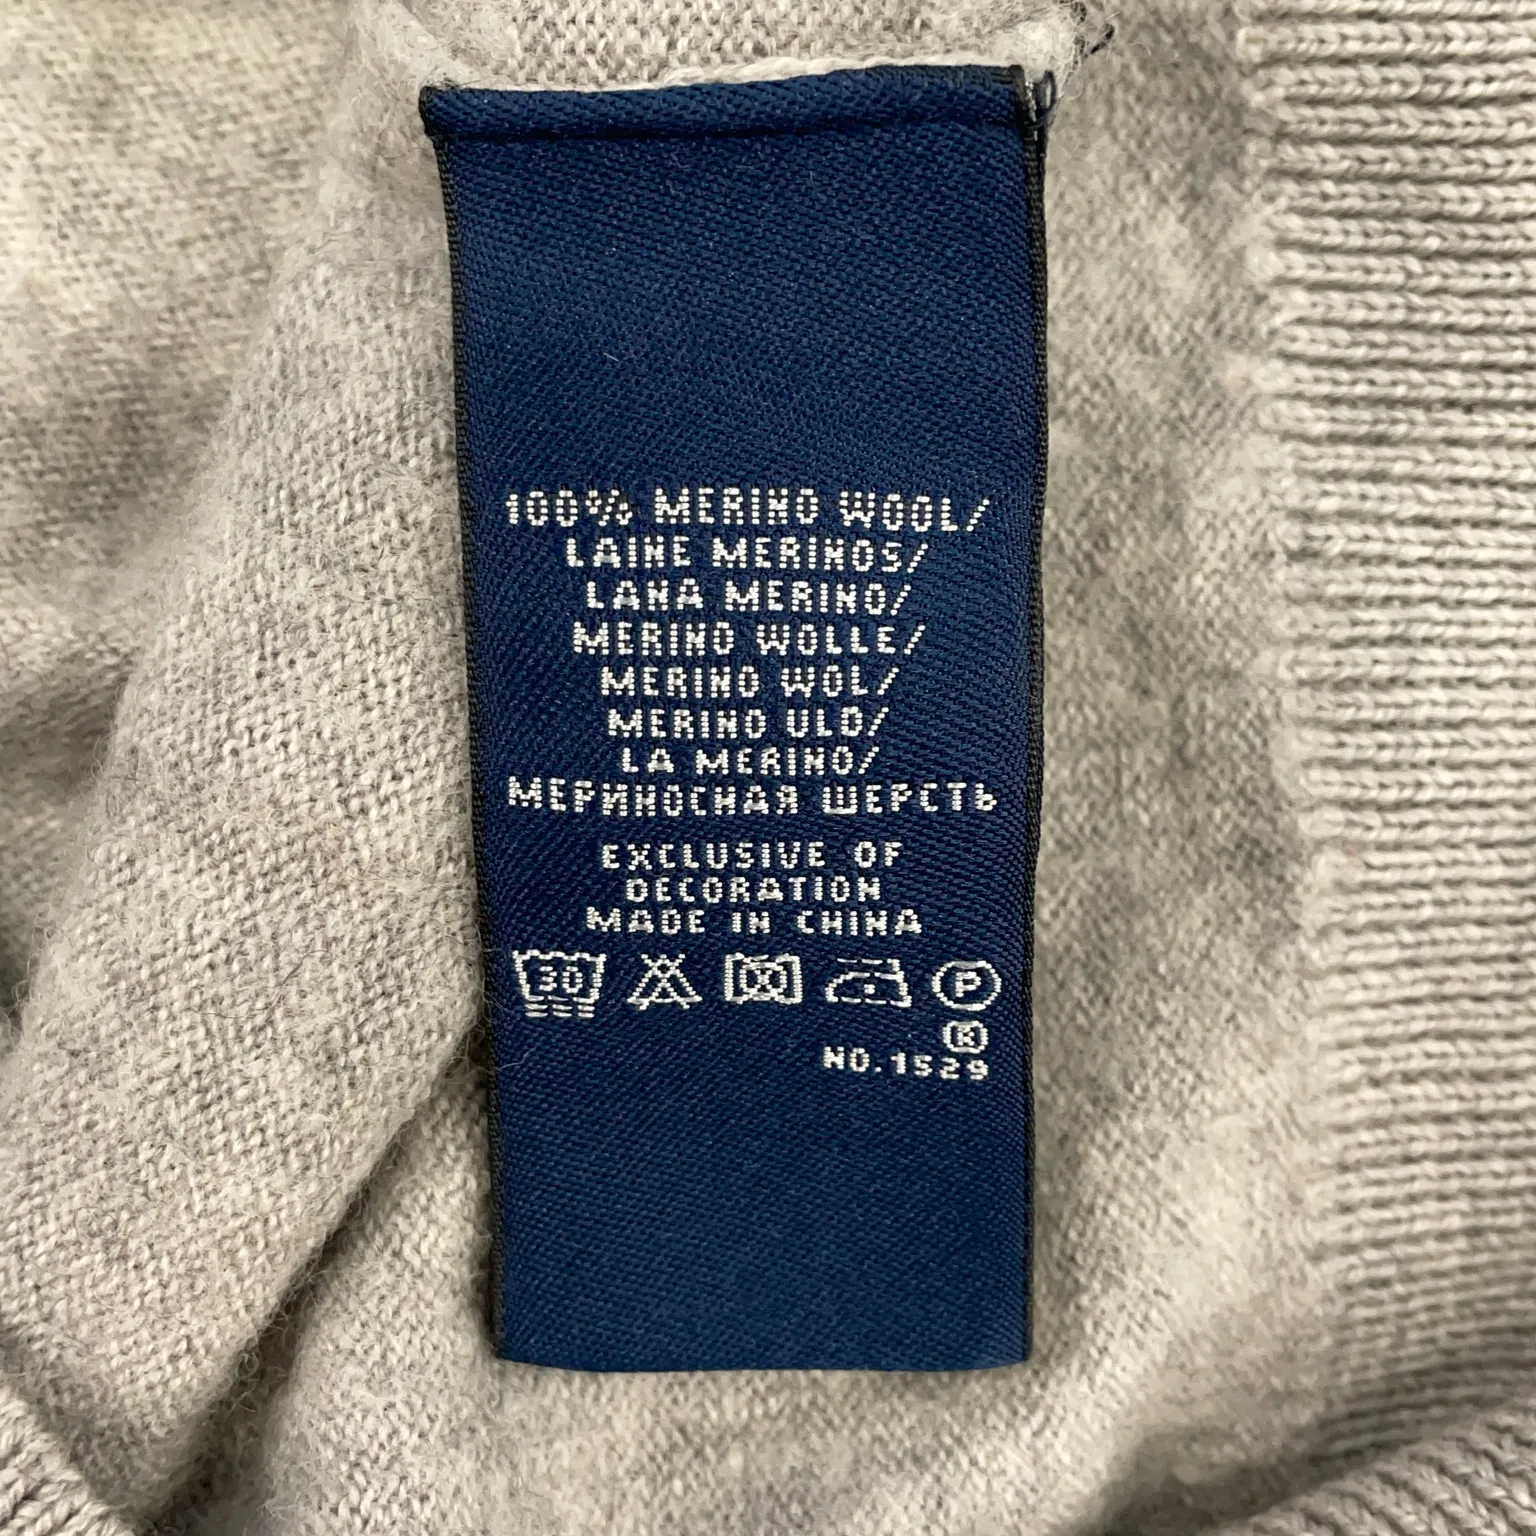 100% MERINO WOOL/
LAINE MERINOS/
LANA MERINO/
MERINO WOLLE/
MERINO WOL/
MERINO ULD/
LA MERINO/
МЕРИНОСНАЯ ШЕРСТЬ
EXCLUSIVE OF
DECORATION
MADE IN CHINA
30 P
K
NO.1529